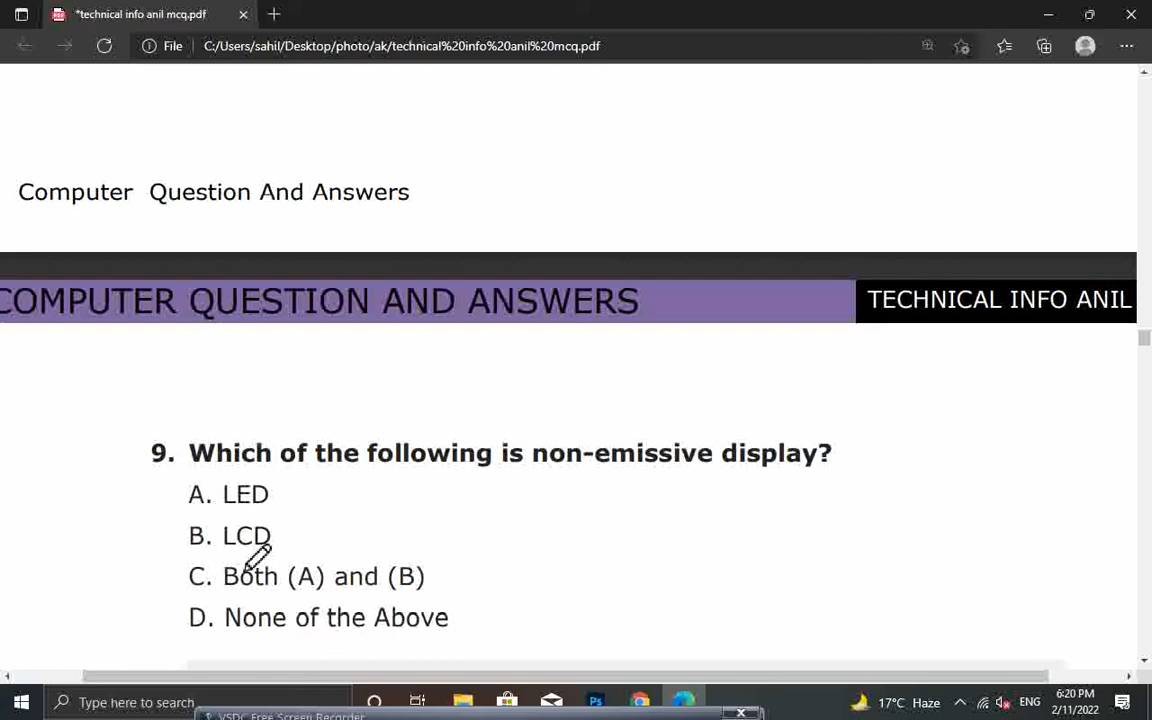 *technical info anil mcq.pdf
File C:/Users/sahil/Desktop/photo/ak/technical%20info%20anil%20mcq.pdf
Computer Question And Answers
COMPUTER QUESTION AND ANSWERS
TECHNICAL INFO ANIL
9. Which of the following is non-emissive display?
A. LED
B. LCD
C. Both (A) and (B)
D. None of the Above
Type here to search
17°C Haze
ENG
6:20 PM
2/11/2022
VSDC Free Screen Recorder